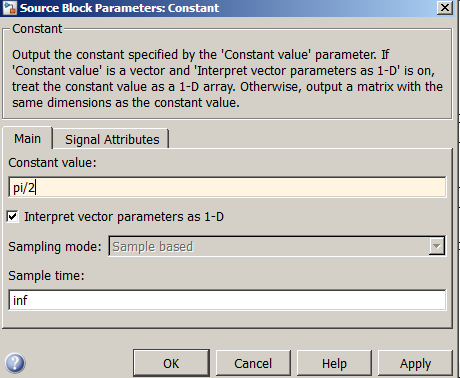 Source Block Parameters: Constant
Constant
Output the constant specified by the 'Constant value' parameter. If
'Constant value' is a vector and 'Interpret vector parameters as 1-D' is on,
treat the constant value as a 1-D array. Otherwise, output a matrix with the
same dimensions as the constant value.
Main Signal Attributes
Constant value:
pi/2
Interpret vector parameters as 1-D
Sampling mode: Sample based
Sample time:
inf
? OK Cancel Help Apply